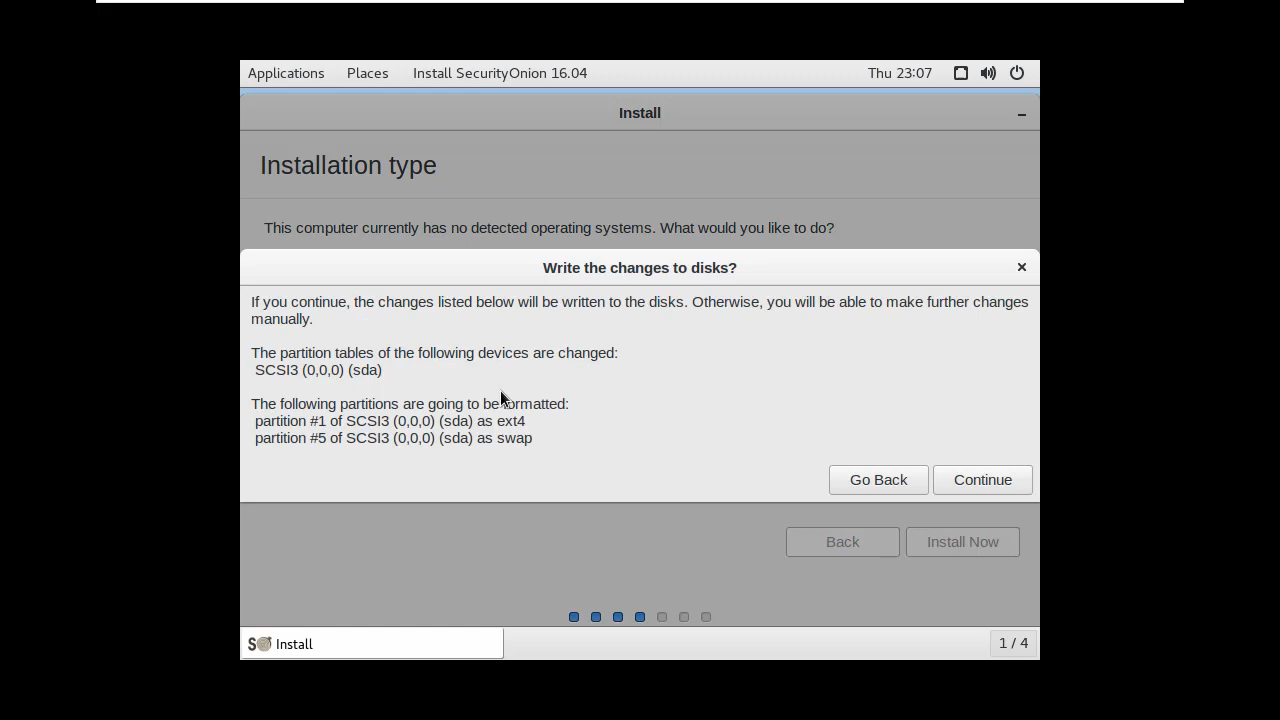 Applications Places Install SecurityOnion 16.04 Thu 23:07
Install
Installation type
This computer currently has no detected operating systems. What would you like to do?
Write the changes to disks?
If you continue, the changes listed below will be written to the disks. Otherwise, you will be able to make further changes
manually.
The partition tables of the following devices are changed:
SCSI3 (0,0,0) (sda)
The following partitions are going to be formatted:
partition #1 of SCSI3 (0,0,0) (sda) as ext4
partition #5 of SCSI3 (0,0,0) (sda) as swap
Go Back Continue
Back Install Now
Install 1 / 4